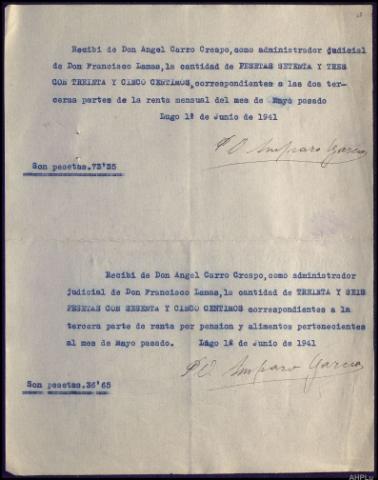 Recibi de Don Angel Carro Crespo, como administrador judicial
de Don Francisco Lamas, la cantidad de PESETAS SETENTA Y TRES
CON TREINTA Y CINCO CENTIMOS, correspondientes a las dos ter-
ceras partes de la renta mensual del mes de Mayo pasado
Lugo 1º de Junio de 1941
P O Amparo Garcia
Son pesetas.73'35
Recibi de Don Angel Carro Crespo, como administrador
judicial de Don Francisco Lamas, la cantidad de TREINTA Y SEIS
PESETAS CON SESENTA Y CINCO CENTIMOS correspondientes a la
tercera parte de renta por pension y alimentos pertenecientes
al mes de Mayo pasado. Lugo 1º de Junio de 1941
P O Amparo Garcia
Son pesetas.36'65
AHPLu